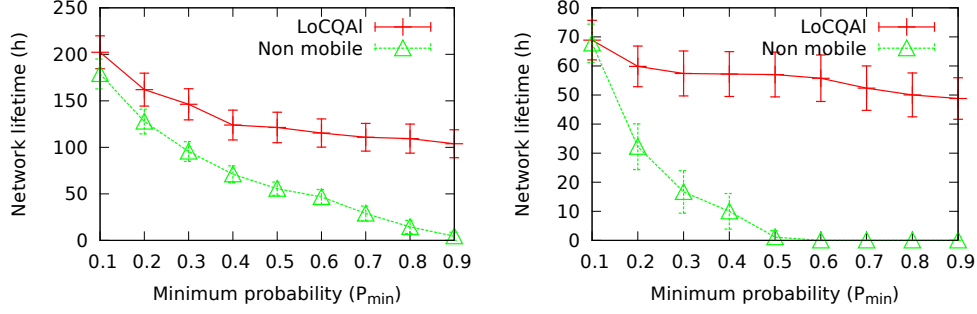 Network lifetime (h)
250
200
150
100
50
0
LoCQAI
Non mobile
0.1 0.2 0.3 0.4 0.5 0.6 0.7 0.8 0.9
Minimum probability (Pmin)
Network lifetime (h)
80
70
60
50
40
30
20
10
0
LoCQAI
Non mobile
0.1 0.2 0.3 0.4 0.5 0.6 0.7 0.8 0.9
Minimum probability (Pmin)